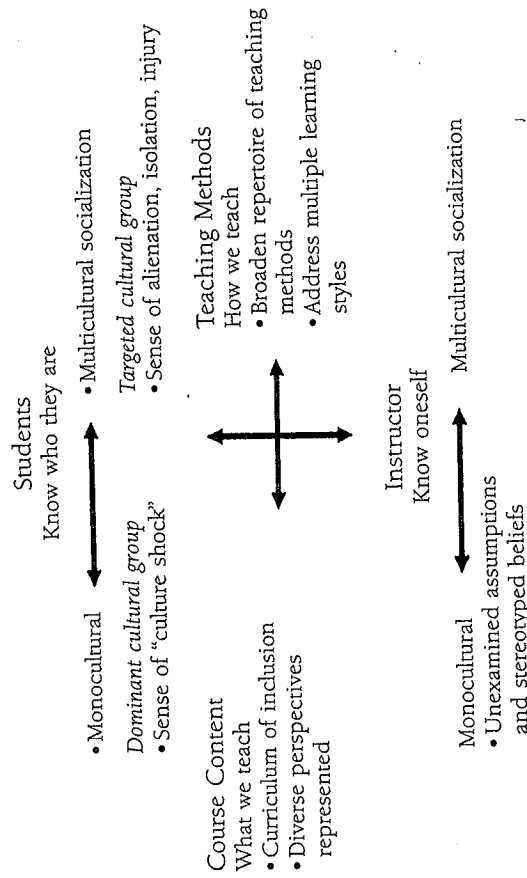 Students
Know who they are
• Monocultural
• Multicultural socialization
Dominant cultural group
• Sense of "culture shock"
Targeted cultural group
• Sense of alienation, isolation, injury
Course Content
What we teach
• Curriculum of inclusion
• Diverse perspectives
represented
Teaching Methods
How we teach
• Broaden repertoire of teaching
methods
• Address multiple learning
styles
Instructor
Know oneself
Monocultural
• Unexamined assumptions
and stereotyped beliefs
Multicultural socialization